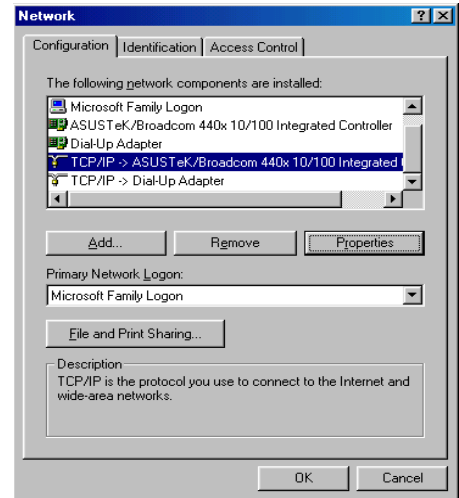 Network
Configuration Identification Access Control
The following network components are installed:
Microsoft Family Logon
ASUSTeK/Broadcom 440x 10/100 Integrated Controller
Dial-Up Adapter
TCP/IP -> ASUSTeK/Broadcom 440x 10/100 Integrated
TCP/IP -> Dial-Up Adapter
Add... Remove Properties
Primary Network Logon:
Microsoft Family Logon
File and Print Sharing...
Description
TCP/IP is the protocol you use to connect to the Internet and
wide-area networks.
OK Cancel